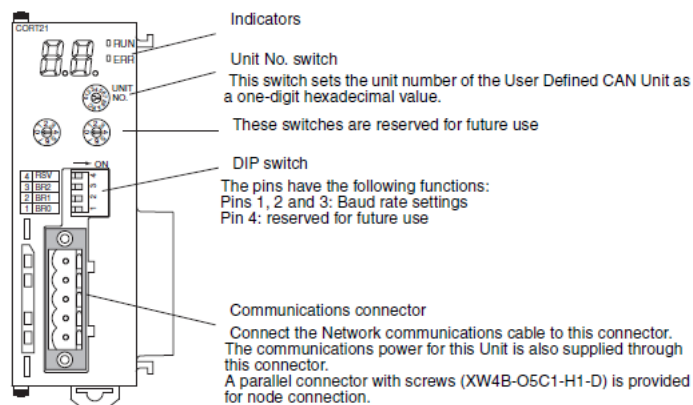 CORT21
RUN
ERR
UNIT
NO.
ON
4 RSV
3 BR2
2 BR1
1 BR0
4
3
2
1
Indicators
Unit No. switch
This switch sets the unit number of the User Defined CAN Unit as
a one-digit hexadecimal value.
These switches are reserved for future use
DIP switch
The pins have the following functions:
Pins 1, 2 and 3: Baud rate settings
Pin 4: reserved for future use
Communications connector
Connect the Network communications cable to this connector.
The communications power for this Unit is also supplied through
this connector.
A parallel connector with screws (XW4B-O5C1-H1-D) is provided
for node connection.